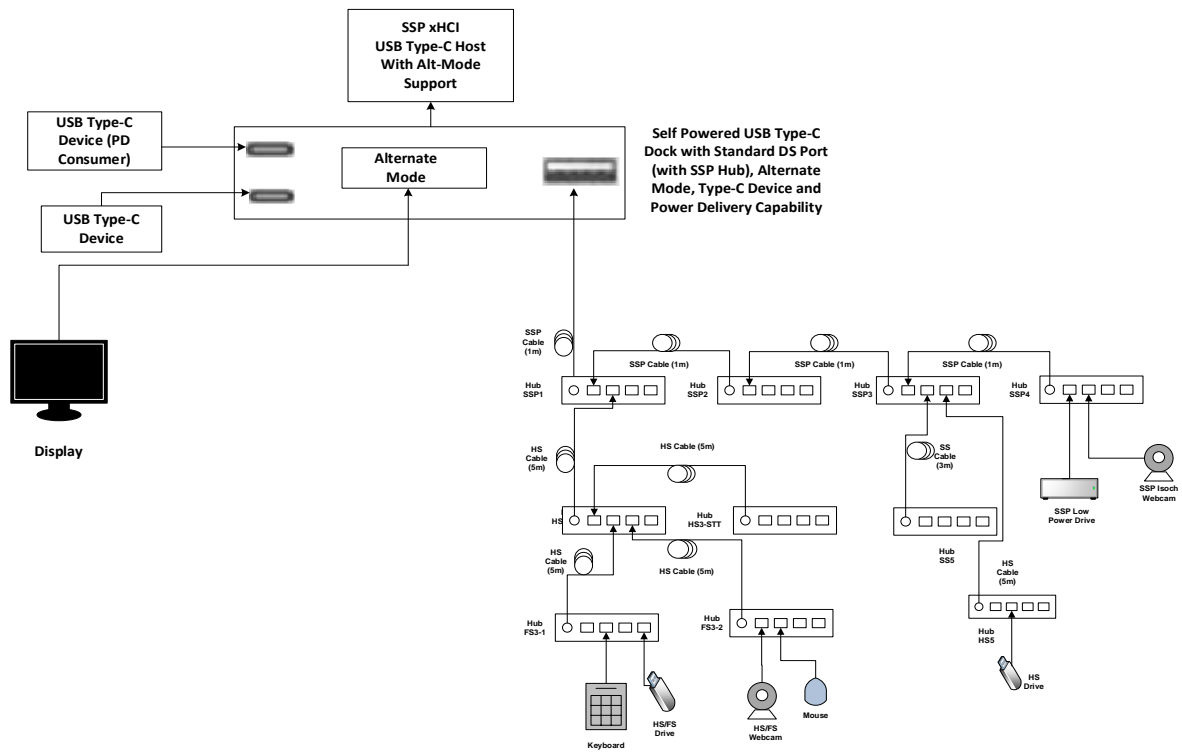 SSP xHCI
USB Type-C Host
With Alt-Mode
Support
USB Type-C
Device (PD
Consumer)
Alternate
Mode
Self Powered USB Type-C
Dock with Standard DS Port
(with SSP Hub), Alternate
Mode, Type-C Device and
Power Delivery Capability
USB Type-C
Device
Display
SSP
Cable
(1m)
SSP Cable (1m)
SSP Cable (1m)
SSP Cable (1m)
Hub
SSP1
Hub
SSP2
Hub
SSP3
Hub
SSP4
HS
Cable
(5m)
HS Cable (5m)
SS
Cable
(3m)
SSP Low
Power Drive
SSP Isoch
Webcam
HS
Hub
HS3-STT
Hub
SS5
HS
Cable
(5m)
HS Cable (5m)
HS
Cable
(5m)
Hub
FS3-1
Hub
FS3-2
Hub
HS5
HS
Drive
Keyboard
HS/FS
Drive
HS/FS
Webcam
Mouse